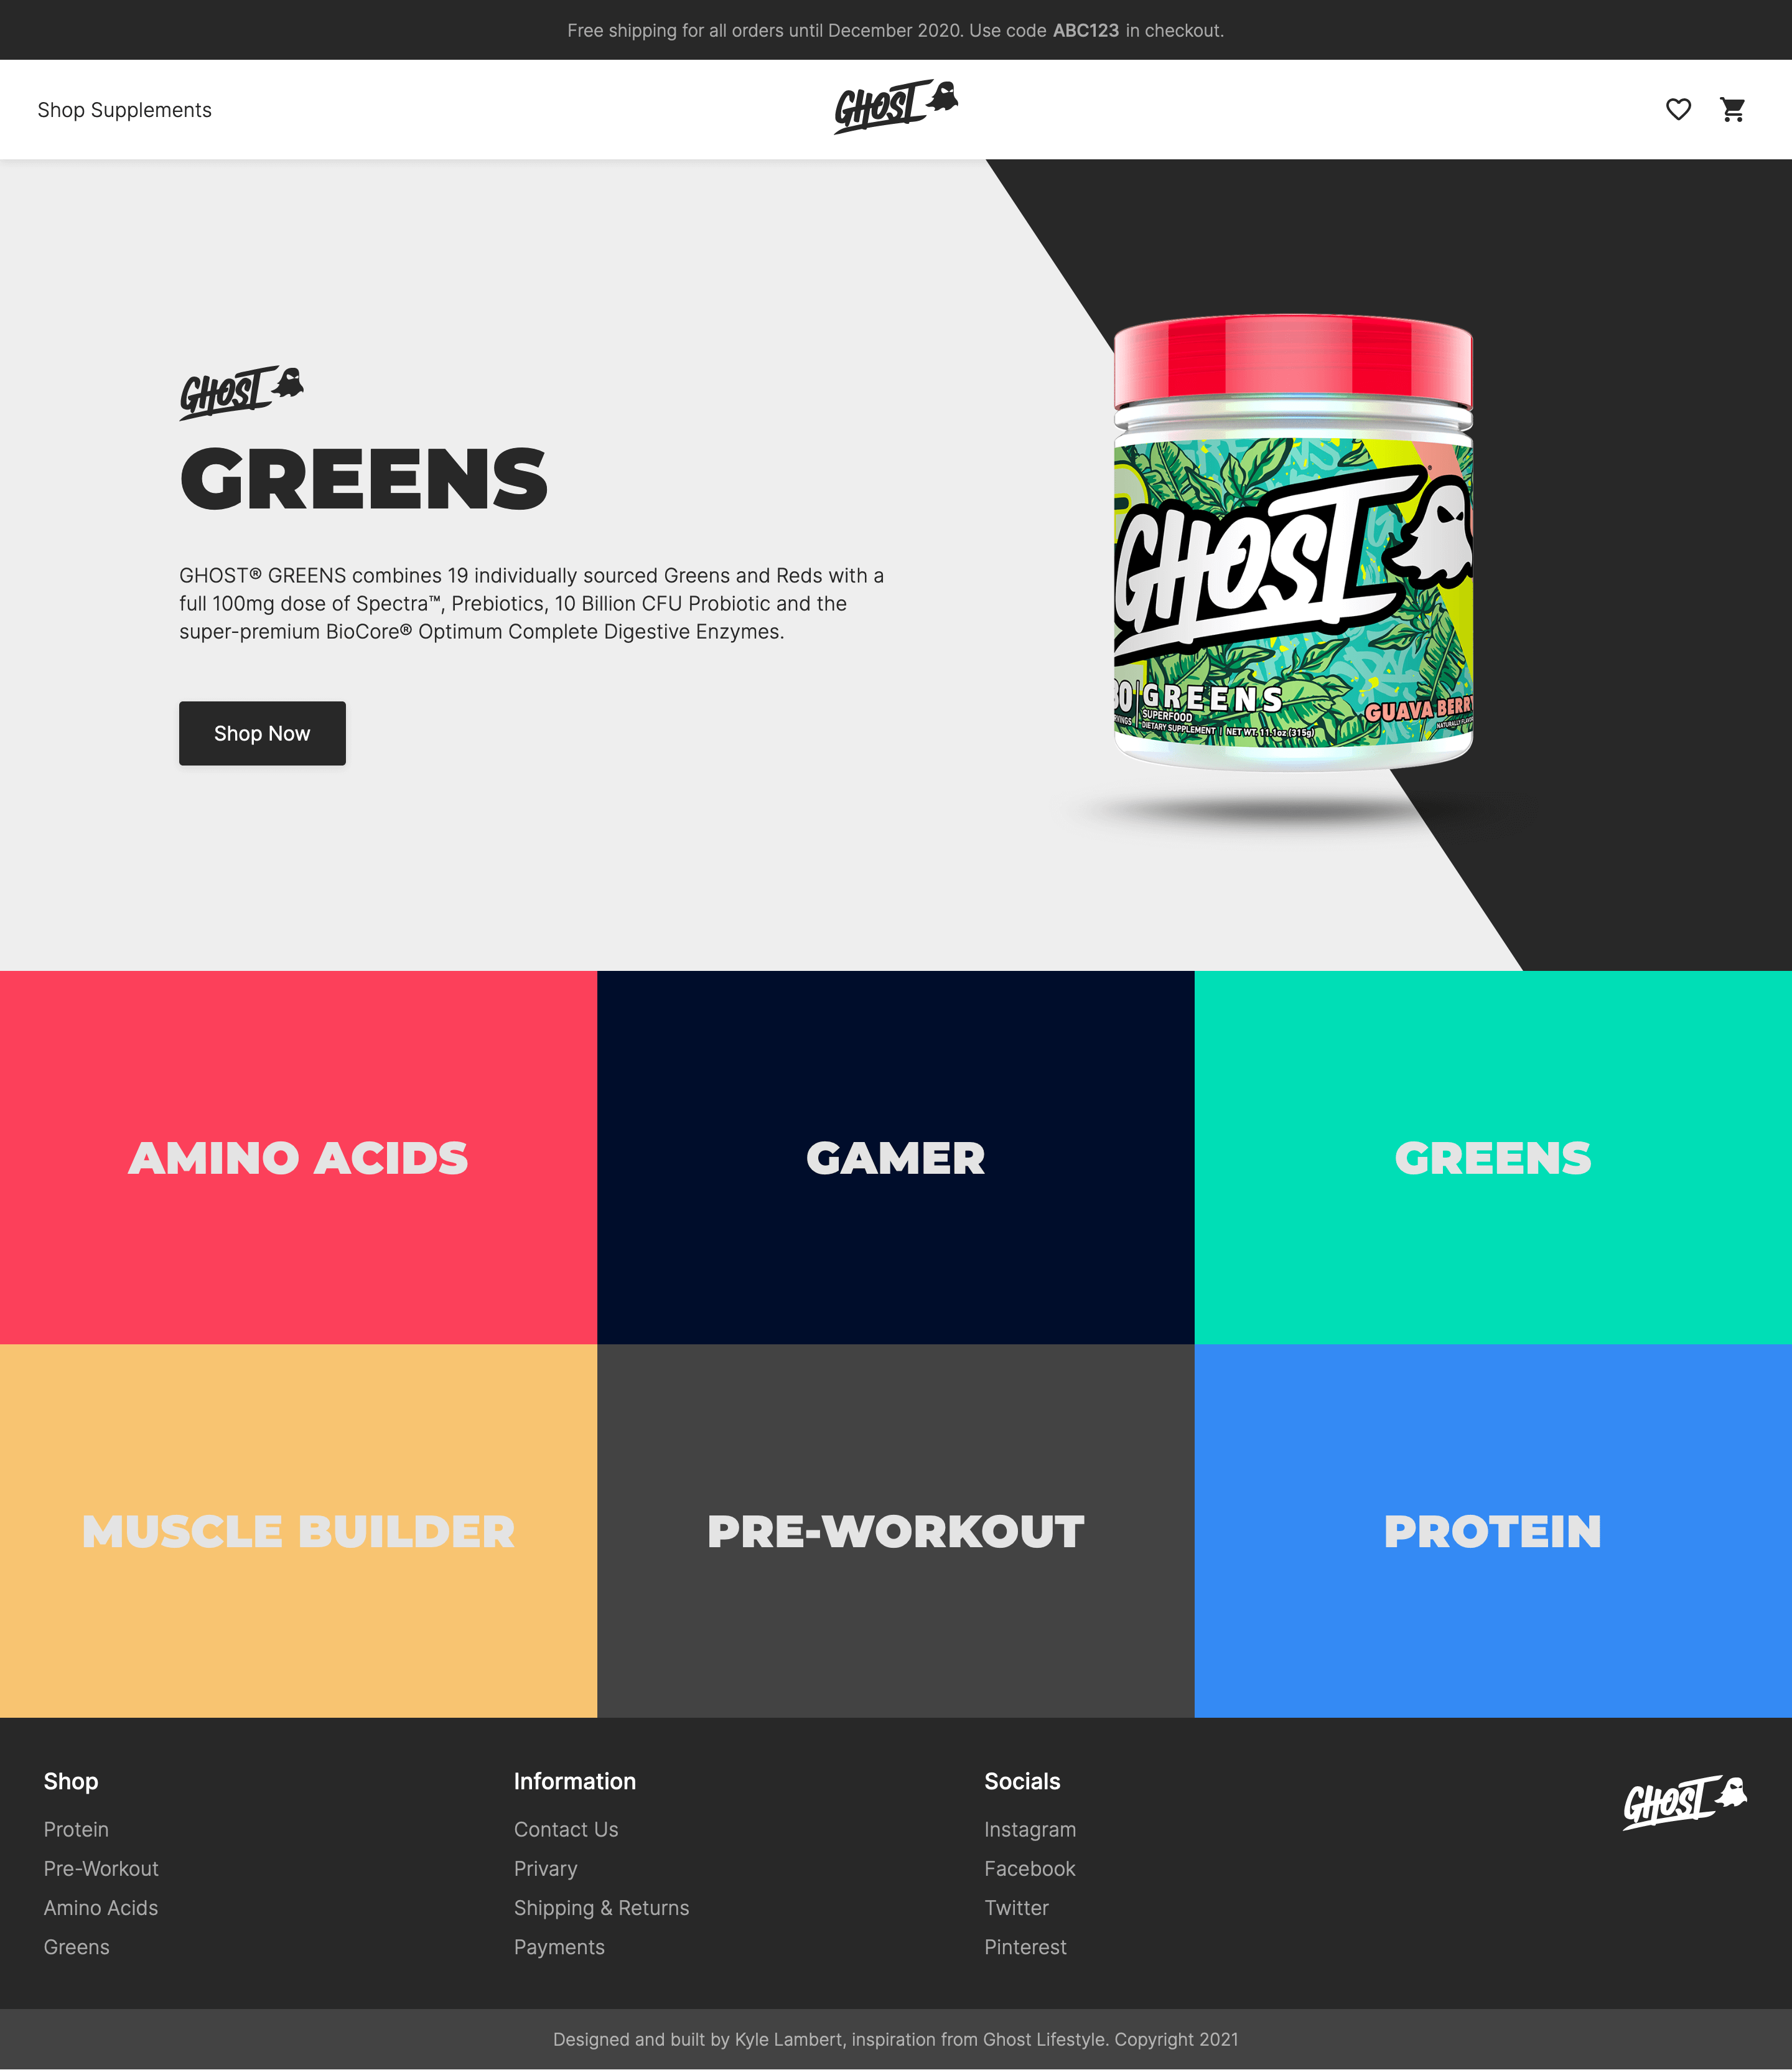 Free shipping for all orders until December 2020. Use code ABC123 in checkout.
Shop Supplements
GHOST
GHOST
GREENS
GHOST® GREENS combines 19 individually sourced Greens and Reds with a
full 100mg dose of Spectra™, Prebiotics, 10 Billion CFU Probiotic and the
super-premium BioCore® Optimum Complete Digestive Enzymes.
Shop Now
GHOST
GREENS
SUPERFOOD
DIETARY SUPPLEMENT | NET WT. 11.1oz (315g)
GUAVA BERRY
AMINO ACIDS
GAMER
GREENS
MUSCLE BUILDER
PRE-WORKOUT
PROTEIN
Shop
Protein
Pre-Workout
Amino Acids
Greens
Information
Contact Us
Privary
Shipping & Returns
Payments
Socials
Instagram
Facebook
Twitter
Pinterest
GHOST
Designed and built by Kyle Lambert, inspiration from Ghost Lifestyle. Copyright 2021